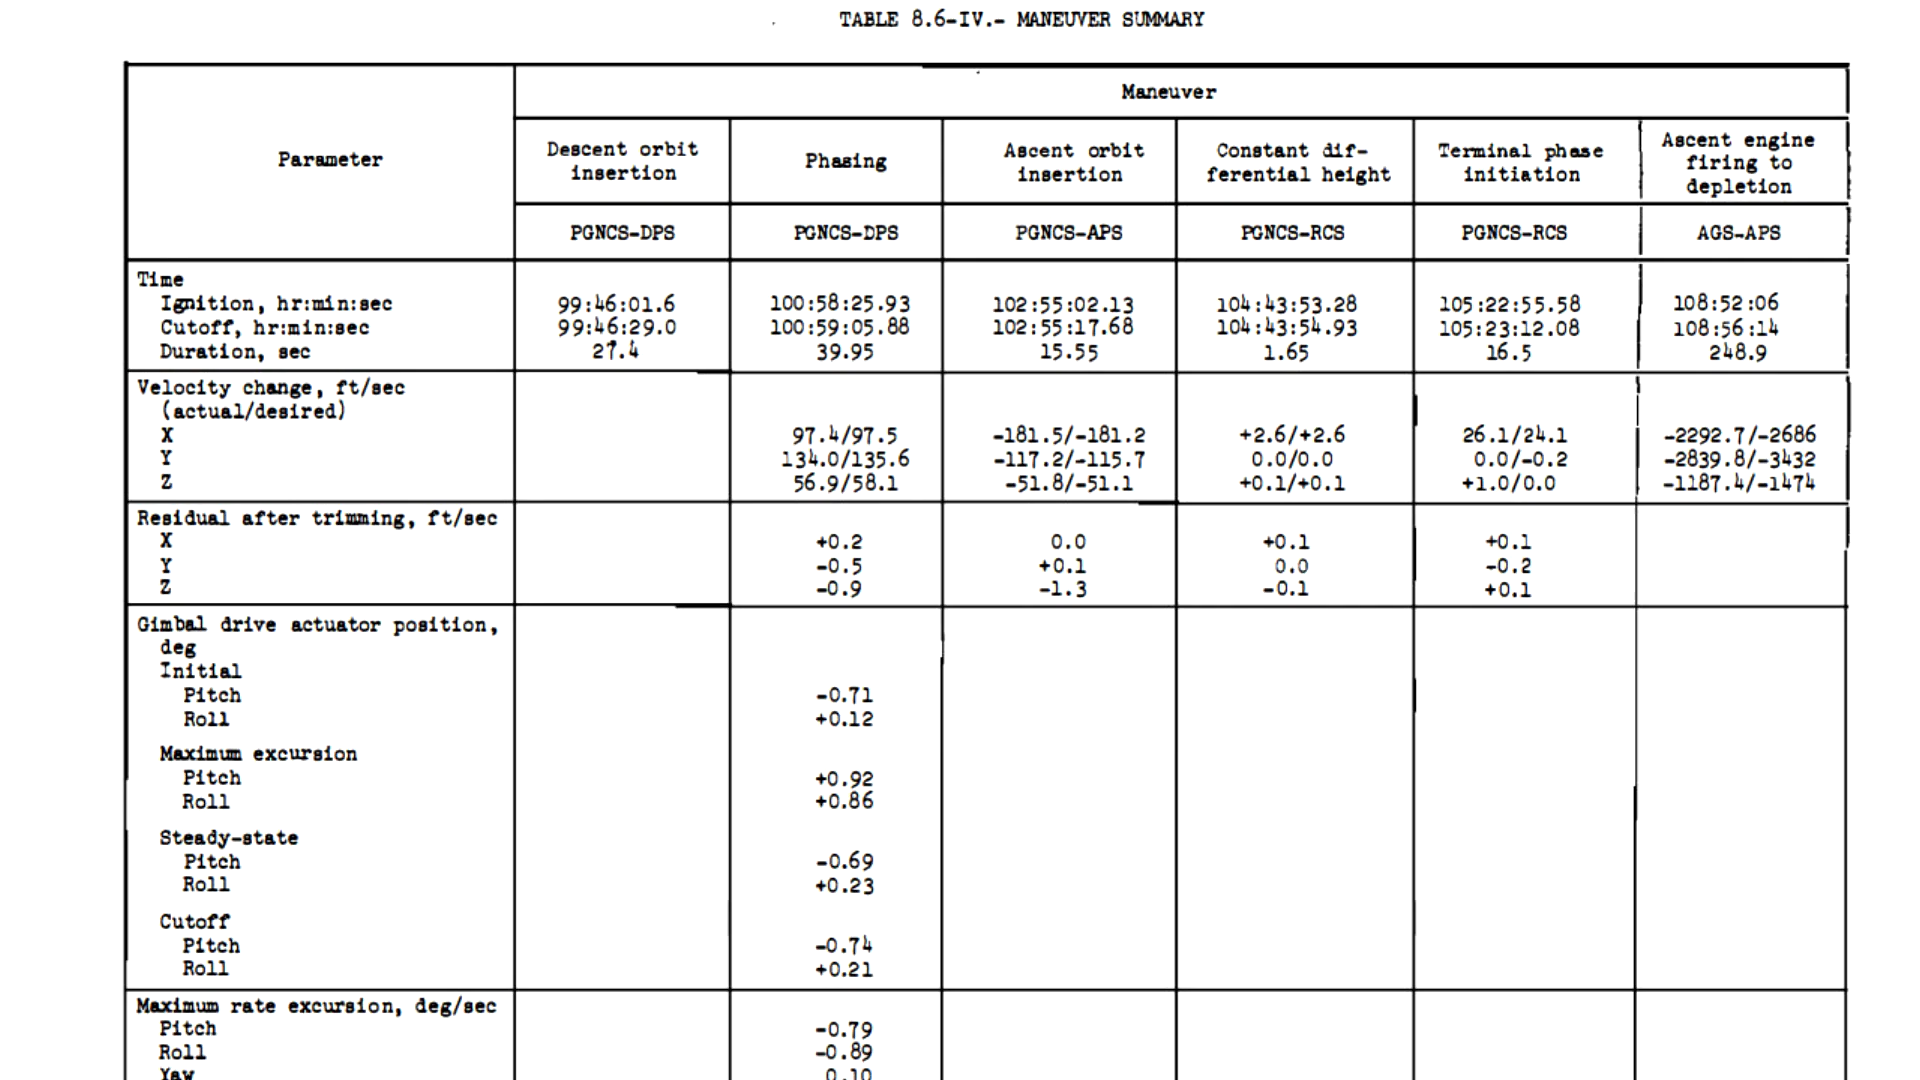 TABLE 8.6-IV.- MANEUVER SUMMARY
Parameter
Maneuver
Descent orbit insertion
Phasing
Ascent orbit insertion
Constant dif-
ferential height
Terminal phase initiation
Ascent engine firing to depletion
PGNCS-DPS PGNCS-DPS PGNCS-APS PGNCS-RCS PGNCS-RCS AGS-APS
Time
Ignition, hr:min:sec 99:46:01.6 100:58:25.93 102:55:02.13 104:43:53.28 105:22:55.58 108:52:06
Cutoff, hr:min:sec 99:46:29.0 100:59:05.88 102:55:17.68 104:43:54.93 105:23:12.08 108:56:14
Duration, sec 27.4 39.95 15.55 1.65 16.5 248.9
Velocity change, ft/sec
(actual/desired)
X 97.4/97.5 -181.5/-181.2 +2.6/+2.6 26.1/24.1 -2292.7/-2686
Y 134.0/135.6 -117.2/-115.7 0.0/0.0 0.0/-0.2 -2839.8/-3432
Z 56.9/58.1 -51.8/-51.1 +0.1/+0.1 +1.0/0.0 -1187.4/-1474
Residual after trimming, ft/sec
X +0.2 0.0 +0.1 +0.1
Y -0.5 +0.1 0.0 -0.2
Z -0.9 -1.3 -0.1 +0.1
Gimbal drive actuator position,
deg
Initial
Pitch -0.71
Roll +0.12
Maximum excursion
Pitch +0.92
Roll +0.86
Steady-state
Pitch -0.69
Roll +0.23
Cutoff
Pitch -0.74
Roll +0.21
Maximum rate excursion, deg/sec
Pitch -0.79
Roll -0.89
Yaw 0.10